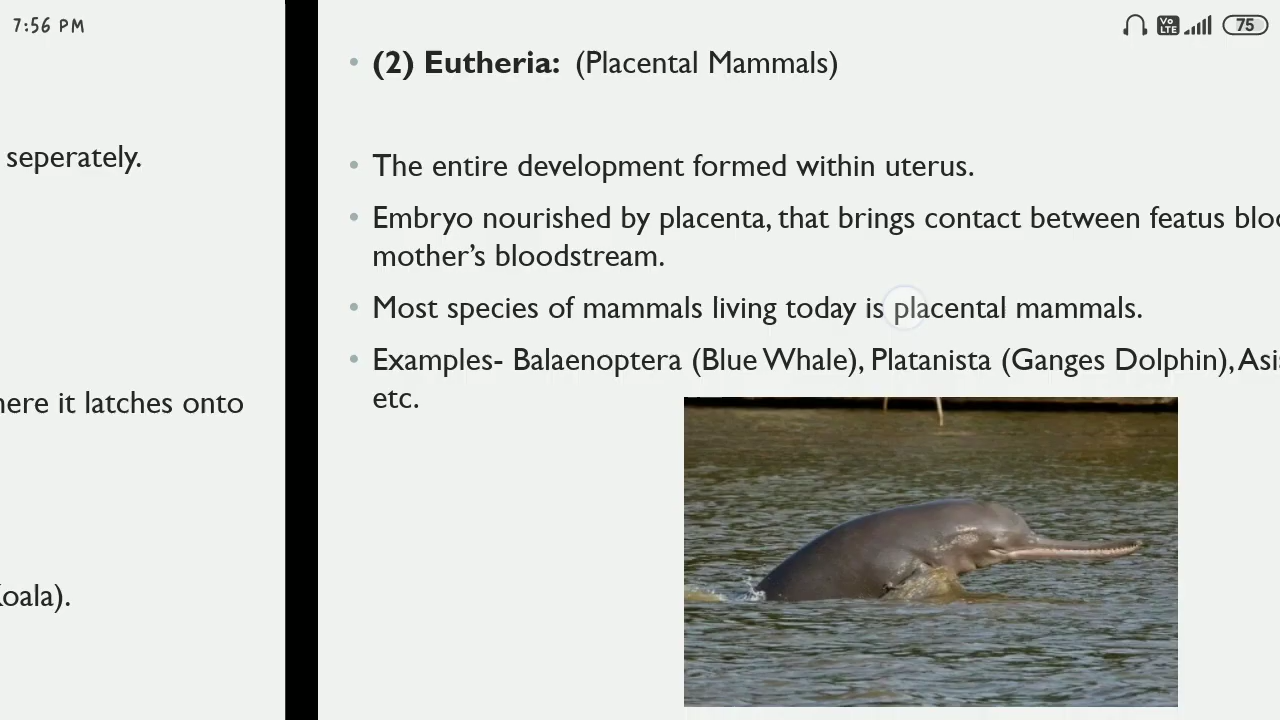 7:56 PM
Vo LTE
75
seperately.
here it latches onto
Koala).
• (2) Eutheria: (Placental Mammals)
• The entire development formed within uterus.
• Embryo nourished by placenta, that brings contact between featus
mother's bloodstream.
• Most species of mammals living today is placental mammals.
• Examples- Balaenoptera (Blue Whale), Platanista (Ganges Dolphin),
etc.